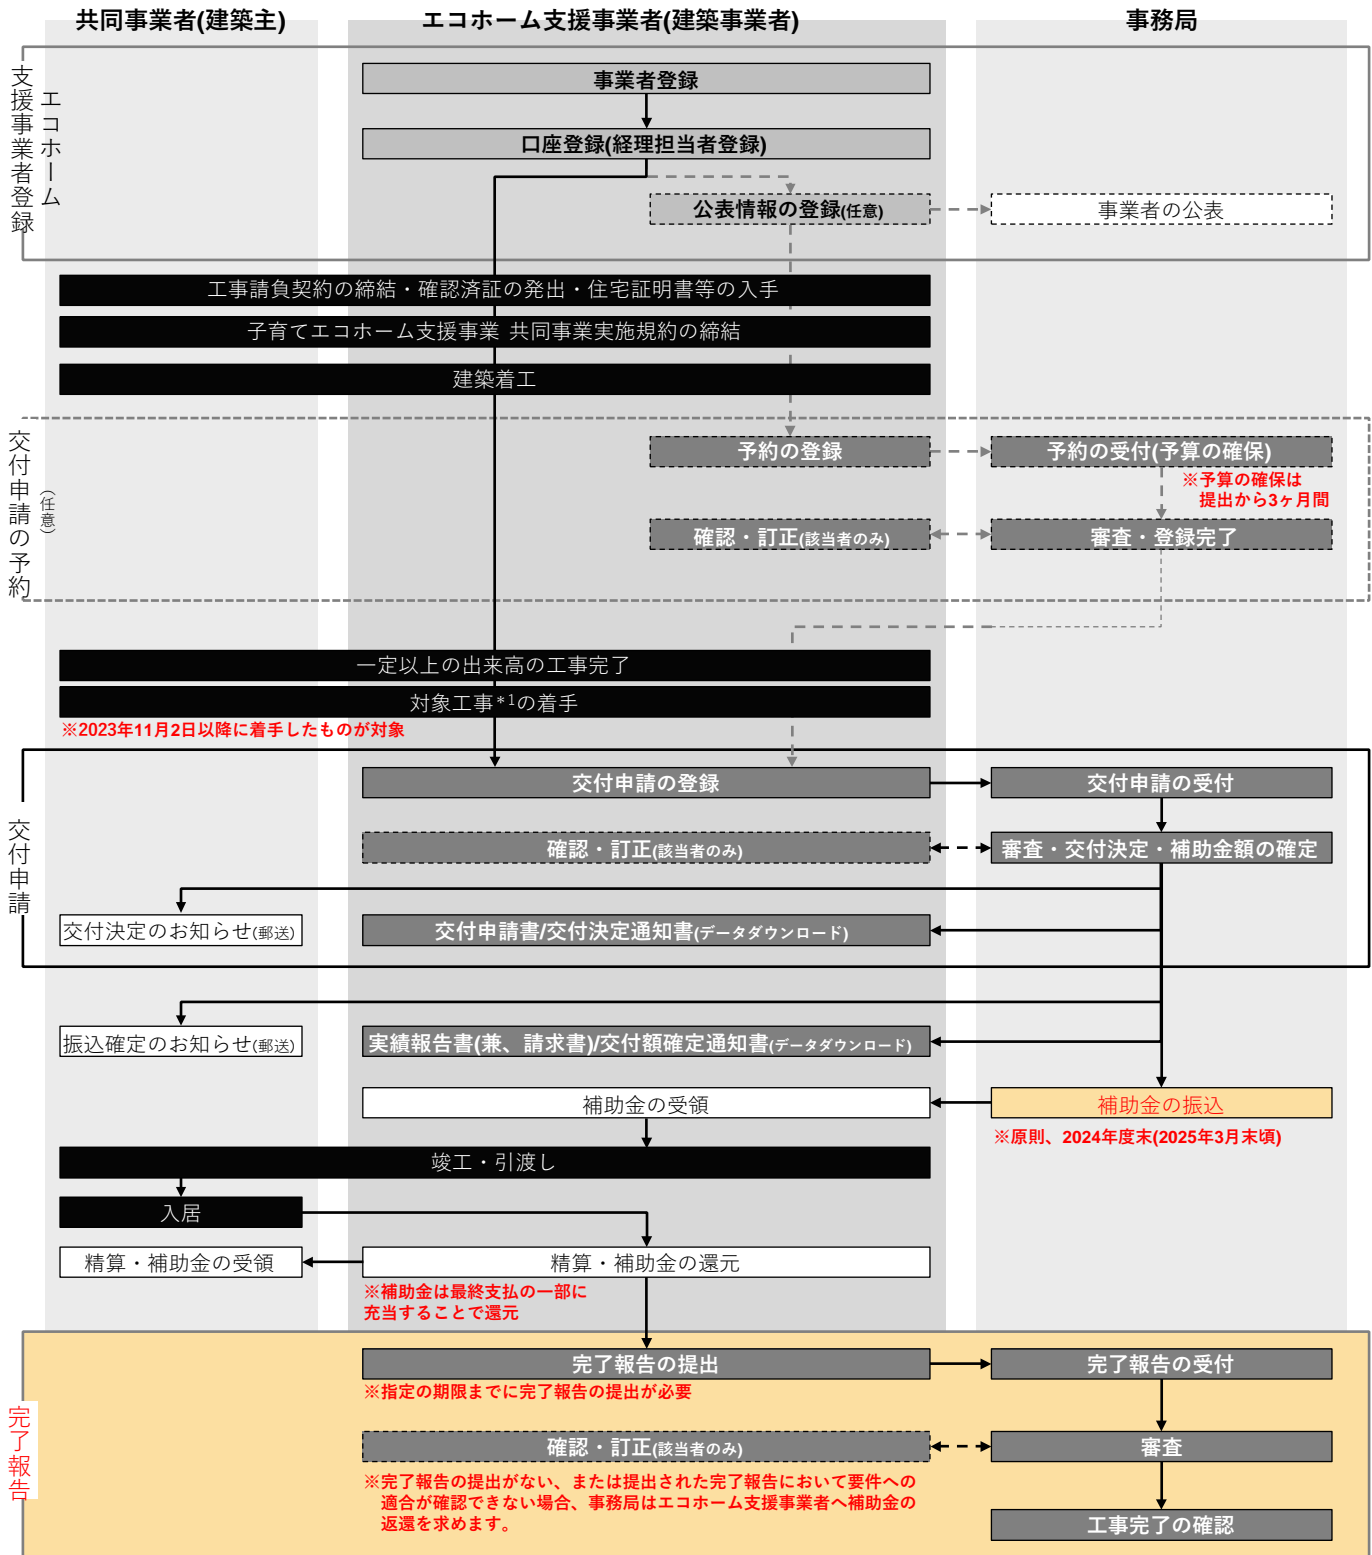 共同事業者(建築主)
エコホーム支援事業者(建築事業者)
事務局
エコホーム
支援事業者登録
事業者登録
口座登録(経理担当者登録)
公表情報の登録(任意)
事業者の公表
工事請負契約の締結・確認済証の発出・住宅証明書等の入手
子育てエコホーム支援事業 共同事業実施規約の締結
建築着工
交付申請の予約
(任意)
予約の登録
予約の受付(予算の確保)
※予算の確保は
提出から3ヶ月間
確認・訂正(該当者のみ)
審査・登録完了
一定以上の出来高の工事完了
対象工事*1の着手
※2023年11月2日以降に着手したものが対象
交付申請
交付申請の登録
交付申請の受付
確認・訂正(該当者のみ)
審査・交付決定・補助金額の確定
交付決定のお知らせ(郵送)
交付申請書/交付決定通知書(データダウンロード)
振込確定のお知らせ(郵送)
実績報告書(兼、請求書)/交付額確定通知書(データダウンロード)
補助金の受領
補助金の振込
※原則、2024年度末(2025年3月末頃)
竣工・引渡し
入居
精算・補助金の受領
精算・補助金の還元
※補助金は最終支払の一部に
充当することで還元
完了報告
完了報告の提出
完了報告の受付
※指定の期限までに完了報告の提出が必要
確認・訂正(該当者のみ)
審査
※完了報告の提出がない、または提出された完了報告において要件への
適合が確認できない場合、事務局はエコホーム支援事業者へ補助金の
返還を求めます。
工事完了の確認